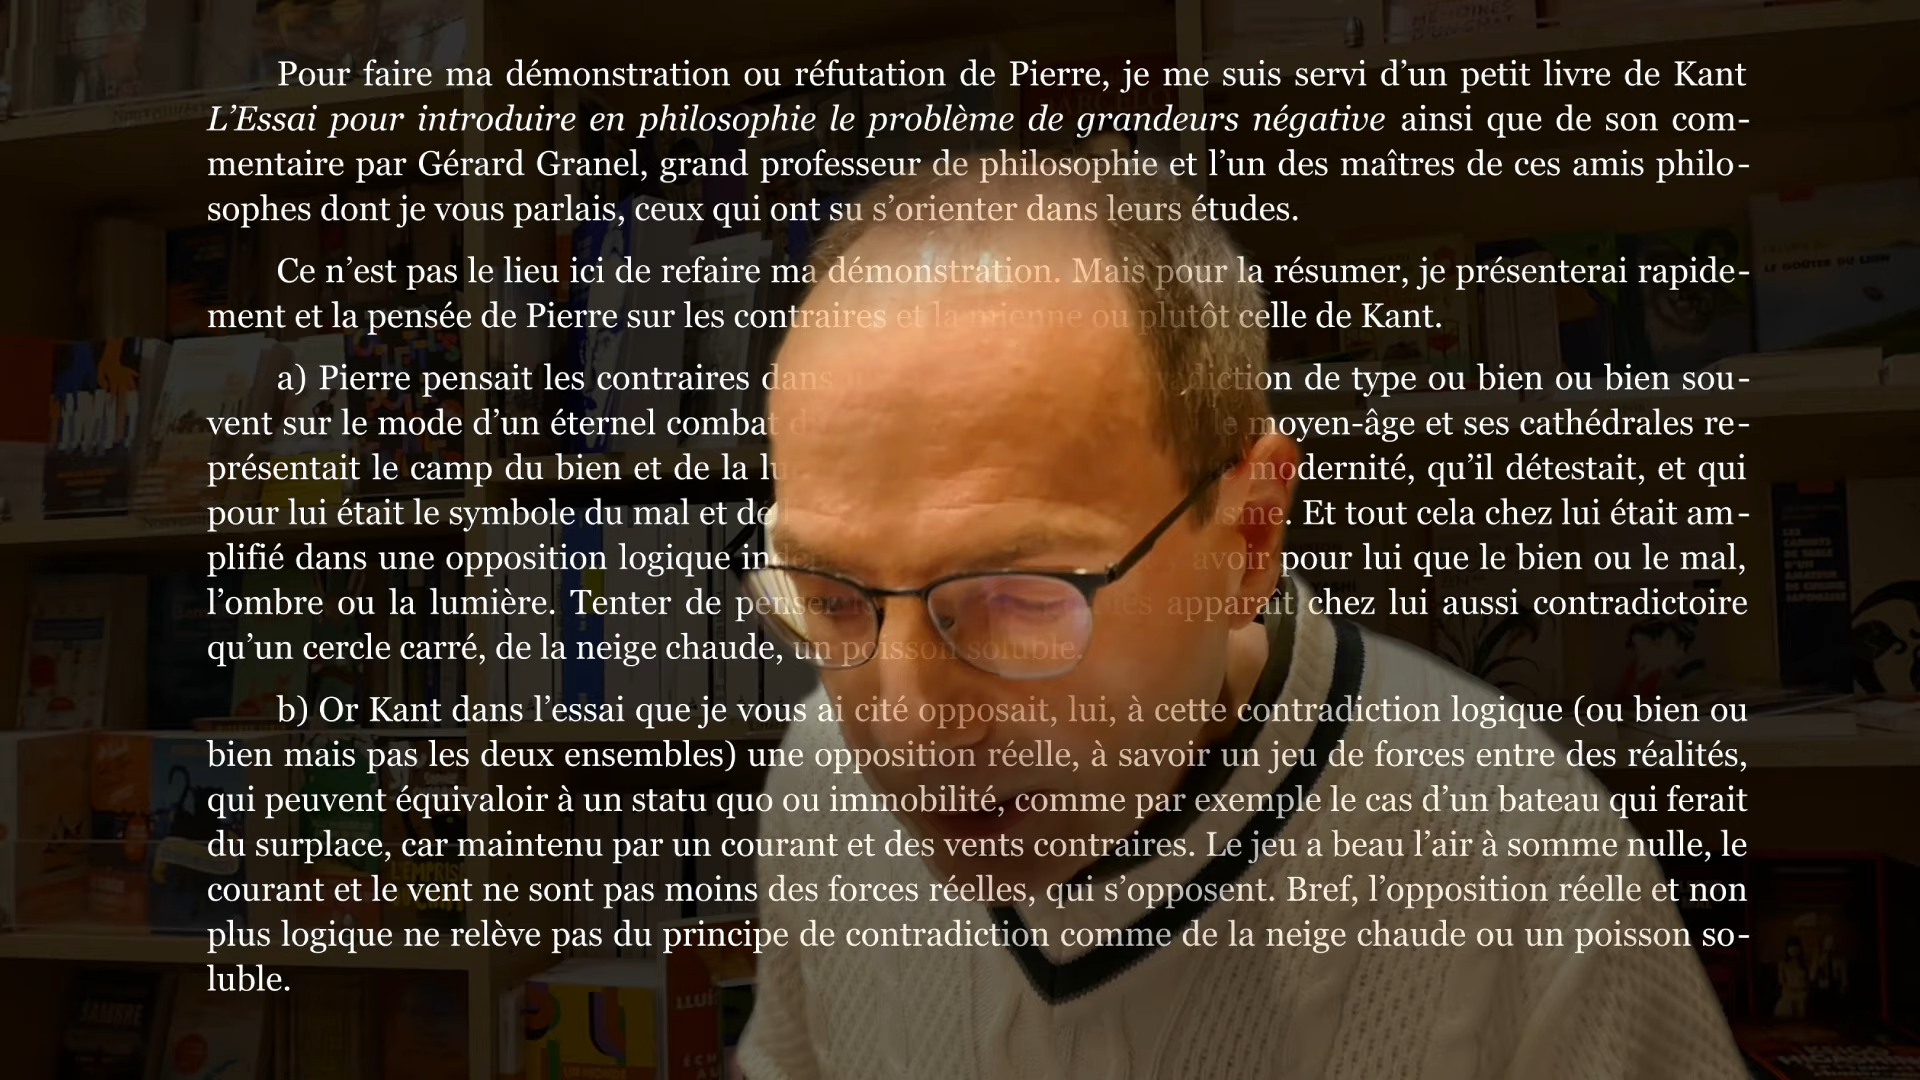 Pour faire ma démonstration ou réfutation de Pierre, je me suis servi d’un petit livre de Kant
L’Essai pour introduire en philosophie le problème de grandeurs négative ainsi que de son com-
mentaire par Gérard Granel, grand professeur de philosophie et l’un des maîtres de ces amis philo-
sophes dont je vous parlais, ceux qui ont su s’orienter dans leurs études.
Ce n’est pas le lieu ici de refaire ma démonstration. Mais pour la résumer, je présenterai rapide-
ment et la pensée de Pierre sur les contraires et la mienne ou plutôt celle de Kant.
a) Pierre pensait les contraires dans de type ou bien ou bien sou-
vent sur le mode d’un éternel combat moyen-âge et ses cathédrales re-
présentait le camp du bien et de la modernité, qu’il détestait, et qui
pour lui était le symbole du mal et de Et tout cela chez lui était am-
plifié dans une opposition logique avoir pour lui que le bien ou le mal,
l’ombre ou la lumière. Tenter de penser apparaît chez lui aussi contradictoire
qu’un cercle carré, de la neige chaude, un poisson soluble.
b) Or Kant dans l’essai que je vous ai cité opposait, lui, à cette contradiction logique (ou bien ou
bien mais pas les deux ensembles) une opposition réelle, à savoir un jeu de forces entre des réalités,
qui peuvent équivaloir à un statu quo ou immobilité, comme par exemple le cas d’un bateau qui ferait
du surplace, car maintenu par un courant et des vents contraires. Le jeu a beau l’air à somme nulle, le
courant et le vent ne sont pas moins des forces réelles, qui s’opposent. Bref, l’opposition réelle et non
plus logique ne relève pas du principe de contradiction comme de la neige chaude ou un poisson so-
luble.
LE GOÛTER DU LION
L'EMPRISE